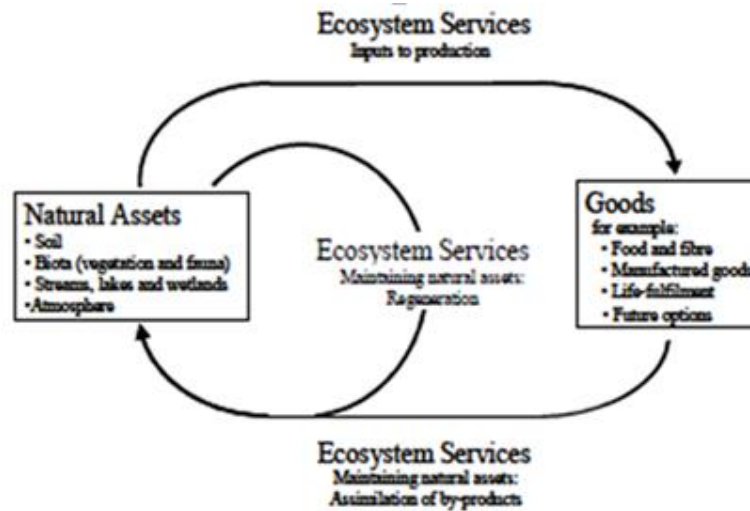 Ecosystem Services
Inputs to production
Natural Assets
• Soil
• Biota (vegetation and fauna)
• Streams, lakes and wetlands
•Atmosphere
Ecosystem Services
Maintaining natural assets:
Regeneration
Goods
for example:
• Food and fibre
• Manufactured goods
• Life-fulfilment
• Future options
Ecosystem Services
Maintaining natural assets:
Assimilation of by-products